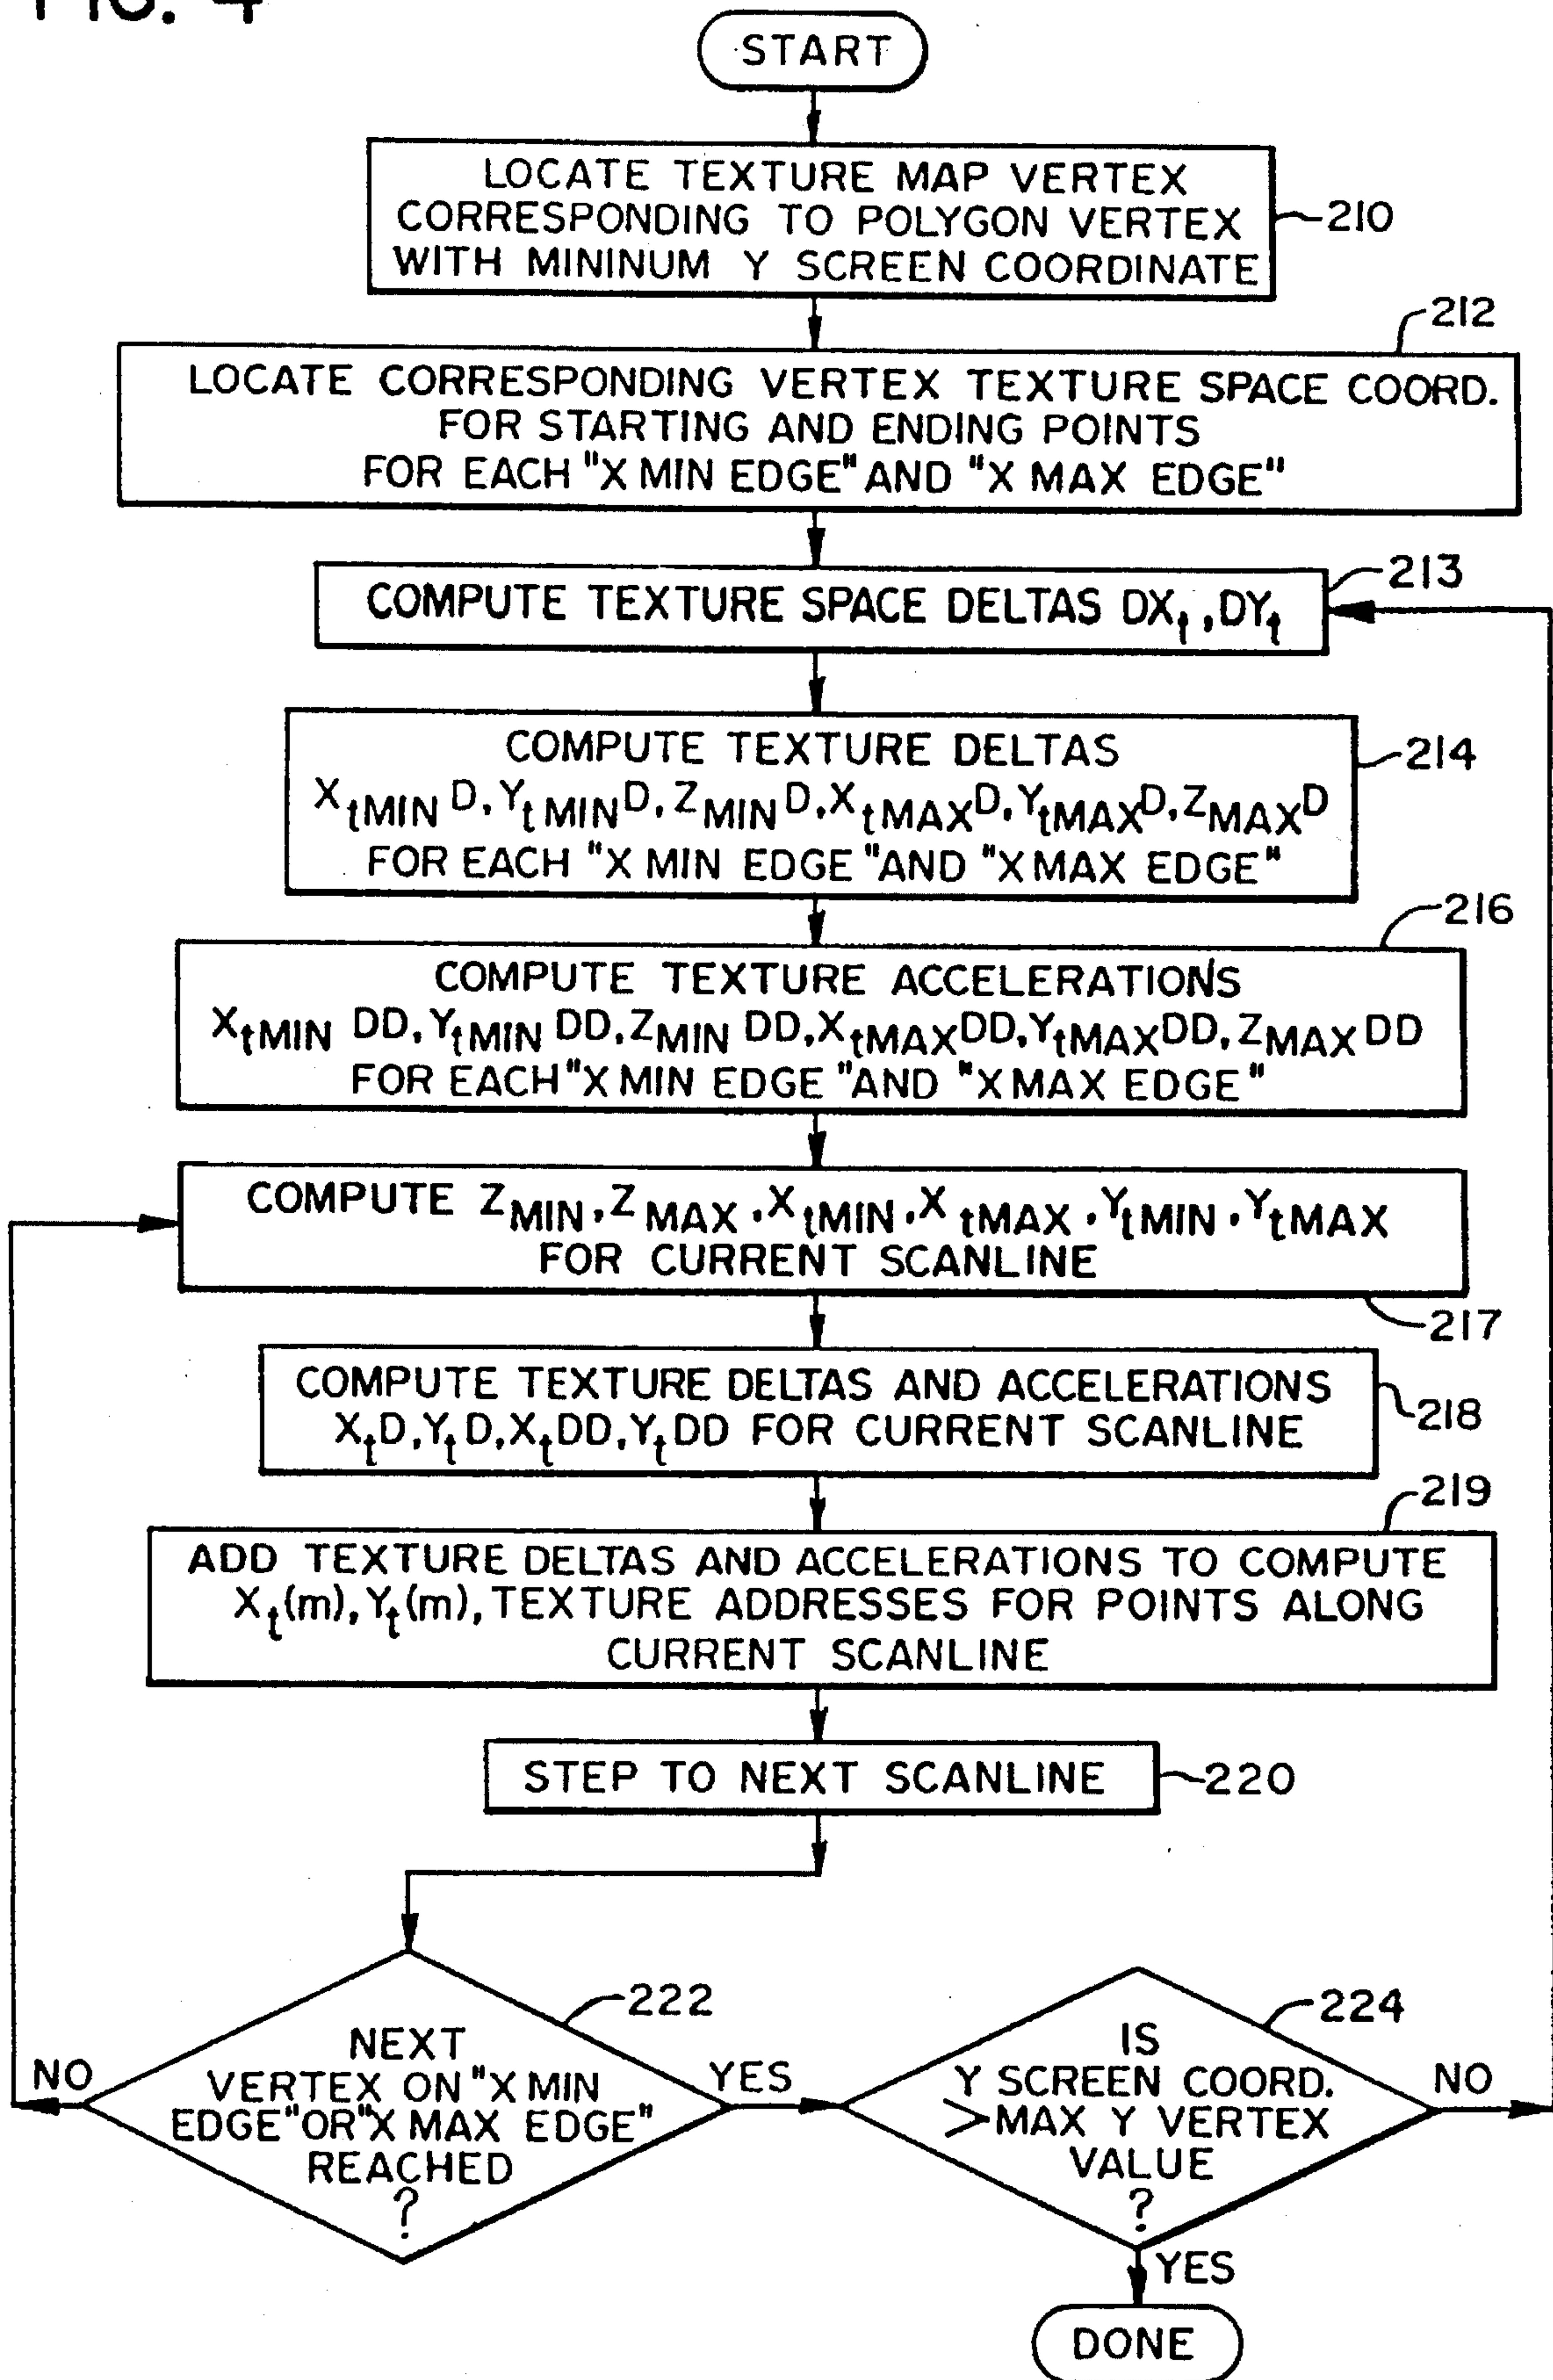 FIG. 4
START
LOCATE TEXTURE MAP VERTEX
CORRESPONDING TO POLYGON VERTEX
WITH MININUM Y SCREEN COORDINATE
210
212
LOCATE CORRESPONDING VERTEX TEXTURE SPACE COORD.
FOR STARTING AND ENDING POINTS
FOR EACH "X MIN EDGE" AND "X MAX EDGE"
213
COMPUTE TEXTURE SPACE DELTAS DXt, DYt
COMPUTE TEXTURE DELTAS
214
XtMIN D, YtMIN D, ZMIN D, XtMAX D, YtMAX D, ZMAX D
FOR EACH "X MIN EDGE" AND "X MAX EDGE"
216
COMPUTE TEXTURE ACCELERATIONS
XtMIN DD, YtMIN DD, ZMIN DD, XtMAX DD, YtMAX DD, ZMAX DD
FOR EACH "X MIN EDGE" AND "X MAX EDGE"
COMPUTE ZMIN, ZMAX, XtMIN, XtMAX, YtMIN, YtMAX
FOR CURRENT SCANLINE
217
COMPUTE TEXTURE DELTAS AND ACCELERATIONS
XtD, YtD, XtDD, YtDD FOR CURRENT SCANLINE
218
219
ADD TEXTURE DELTAS AND ACCELERATIONS TO COMPUTE
Xt(m), Yt(m), TEXTURE ADDRESSES FOR POINTS ALONG
CURRENT SCANLINE
STEP TO NEXT SCANLINE
220
222
NEXT
VERTEX ON "X MIN
EDGE" OR "X MAX EDGE"
REACHED
?
NO
YES
224
IS
Y SCREEN COORD.
> MAX Y VERTEX
VALUE
?
NO
YES
DONE